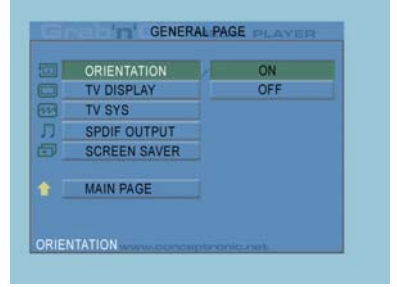 Grab'n' GENERAL PAGE PLAYER
ORIENTATION ON
TV DISPLAY OFF
TV SYS
SPDIF OUTPUT
SCREEN SAVER
MAIN PAGE
ORIENTATION www.conceptronic.net